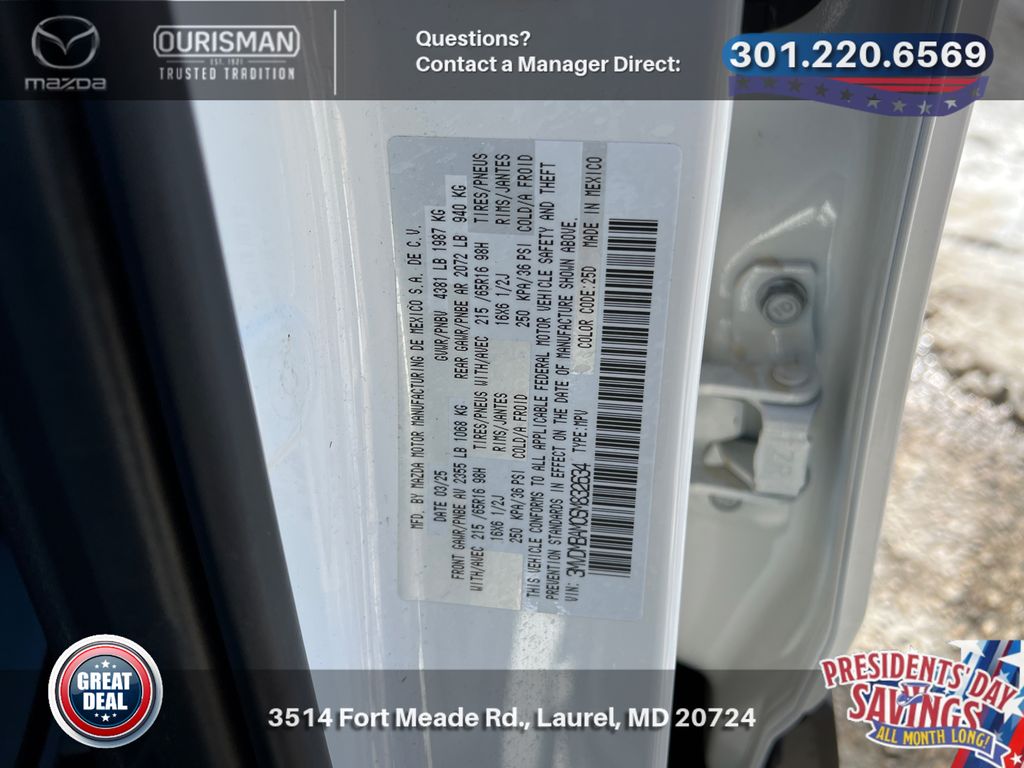 mazda
OURISMAN
EST. 1921
TRUSTED TRADITION
Questions?
Contact a Manager Direct:
301.220.6569
MFD. BY MAZDA MOTOR MANUFACTURING DE MEXICO S.A. DE C.V.
DATE 03/25 GVWR/PNBV 4381 LB 1987 KG
FRONT GAWR/PNBE AV 2355 LB 1068 KG REAR GAWR/PNBE AR 2072 LB 940 KG
WITH/AVEC 215 /65R16 98H TIRES/PNEUS WITH/AVEC 215 /65R16 98H TIRES/PNEUS
16X6 1/2J RIMS/JANTES 16X6 1/2J RIMS/JANTES
250 KPA/36 PSI COLD/A FROID 250 KPA/36 PSI COLD/A FROID
THIS VEHICLE CONFORMS TO ALL APPLICABLE FEDERAL MOTOR VEHICLE SAFETY AND THEFT
PREVENTION STANDARDS IN EFFECT ON THE DATE OF MANUFACTURE SHOWN ABOVE.
VIN: TYPE:MPV COLOR CODE:25D MADE IN MEXICO
GREAT
DEAL
3514 Fort Meade Rd., Laurel, MD 20724
PRESIDENTS' DAY
SAVINGS
ALL MONTH LONG!